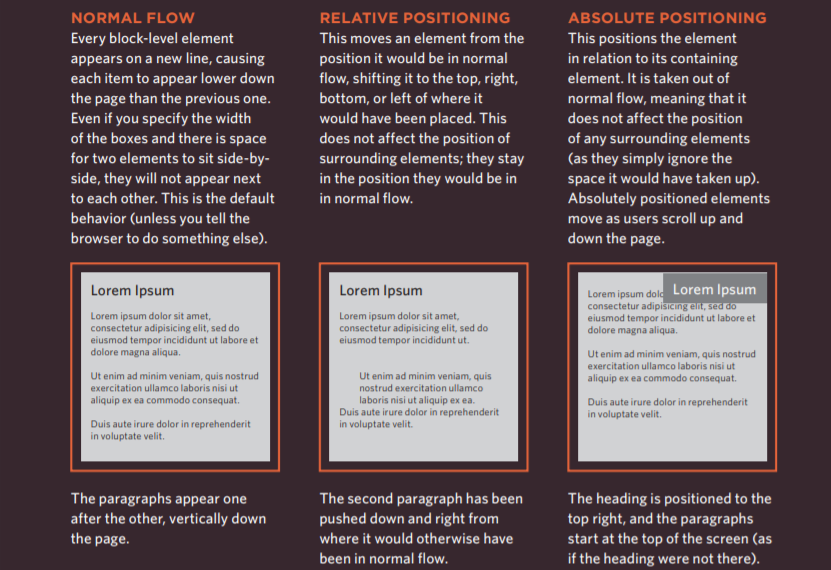 NORMAL FLOW
Every block-level element
appears on a new line, causing
each item to appear lower down
the page than the previous one.
Even if you specify the width
of the boxes and there is space
for two elements to sit side-by-
side, they will not appear next
to each other. This is the default
behavior (unless you tell the
browser to do something else).
Lorem Ipsum
Lorem ipsum dolor sit amet,
consectetur adipisicing elit, sed do
eiusmod tempor incididunt ut labore et
dolore magna aliqua.
Ut enim ad minim veniam, quis nostrud
exercitation ullamco laboris nisi ut
aliquip ex ea commodo consequat.
Duis aute irure dolor in reprehenderit
in voluptate velit.
The paragraphs appear one
after the other, vertically down
the page.
RELATIVE POSITIONING
This moves an element from the
position it would be in normal
flow, shifting it to the top, right,
bottom, or left of where it
would have been placed. This
does not affect the position of
surrounding elements; they stay
in the position they would be in
in normal flow.
Lorem Ipsum
Lorem ipsum dolor sit amet,
consectetur adipisicing elit, sed do
eiusmod tempor incididunt ut.
Ut enim ad minim veniam, quis
nostrud exercitation ullamco
laboris nisi ut aliquip ex ea.
Duis aute irure dolor in reprehenderit
in voluptate velit.
The second paragraph has been
pushed down and right from
where it would otherwise have
been in normal flow.
ABSOLUTE POSITIONING
This positions the element
in relation to its containing
element. It is taken out of
normal flow, meaning that it
does not affect the position
of any surrounding elements
(as they simply ignore the
space it would have taken up).
Absolutely positioned elements
move as users scroll up and
down the page.
Lorem Ipsum
Lorem ipsum
consectetur adipisicing elit, sed do
eiusmod tempor incididunt ut labore et
dolore magna aliqua.
Ut enim ad minim veniam, quis nostrud
exercitation ullamco laboris nisi ut
aliquip ex ea commodo consequat.
Duis aute irure dolor in reprehenderit
in voluptate velit.
The heading is positioned to the
top right, and the paragraphs
start at the top of the screen (as
if the heading were not there).